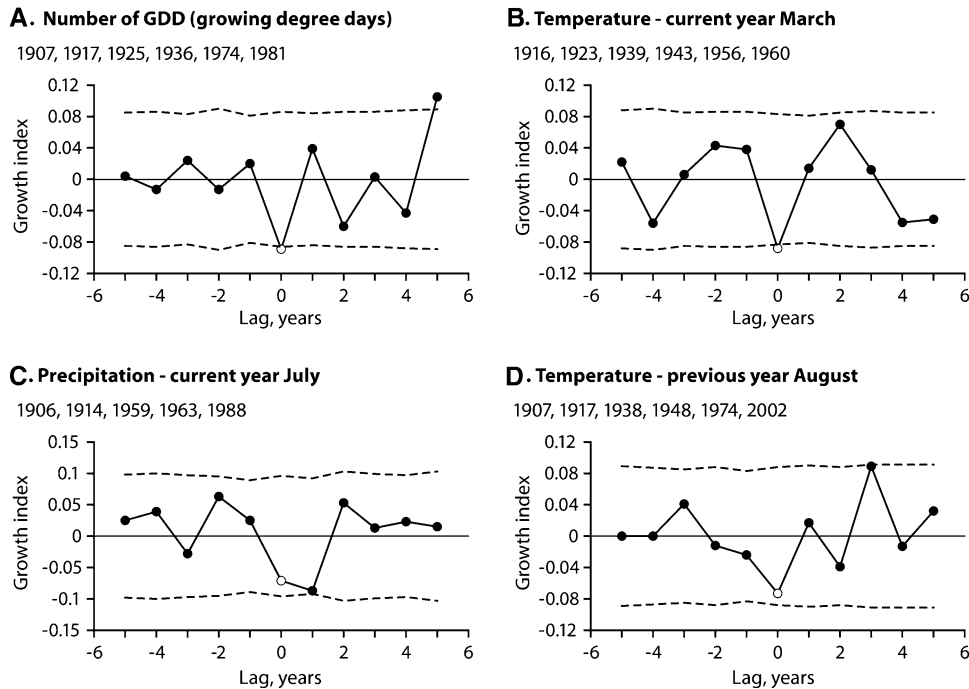 A. Number of GDD (growing degree days)
1907, 1917, 1925, 1936, 1974, 1981
0.12
0.08
0.04
0
-0.04
-0.08
-0.12
Growth index
-6 -4 -2 0 2 4 6
Lag, years
B. Temperature - current year March
1916, 1923, 1939, 1943, 1956, 1960
0.12
0.08
0.04
0
-0.04
-0.08
-0.12
Growth index
-6 -4 -2 0 2 4 6
Lag, years
C. Precipitation - current year July
1906, 1914, 1959, 1963, 1988
0.15
0.1
0.05
0
-0.05
-0.1
-0.15
Growth index
-6 -4 -2 0 2 4 6
Lag, years
D. Temperature - previous year August
1907, 1917, 1938, 1948, 1974, 2002
0.12
0.08
0.04
0
-0.04
-0.08
-0.12
Growth index
-6 -4 -2 0 2 4 6
Lag, years